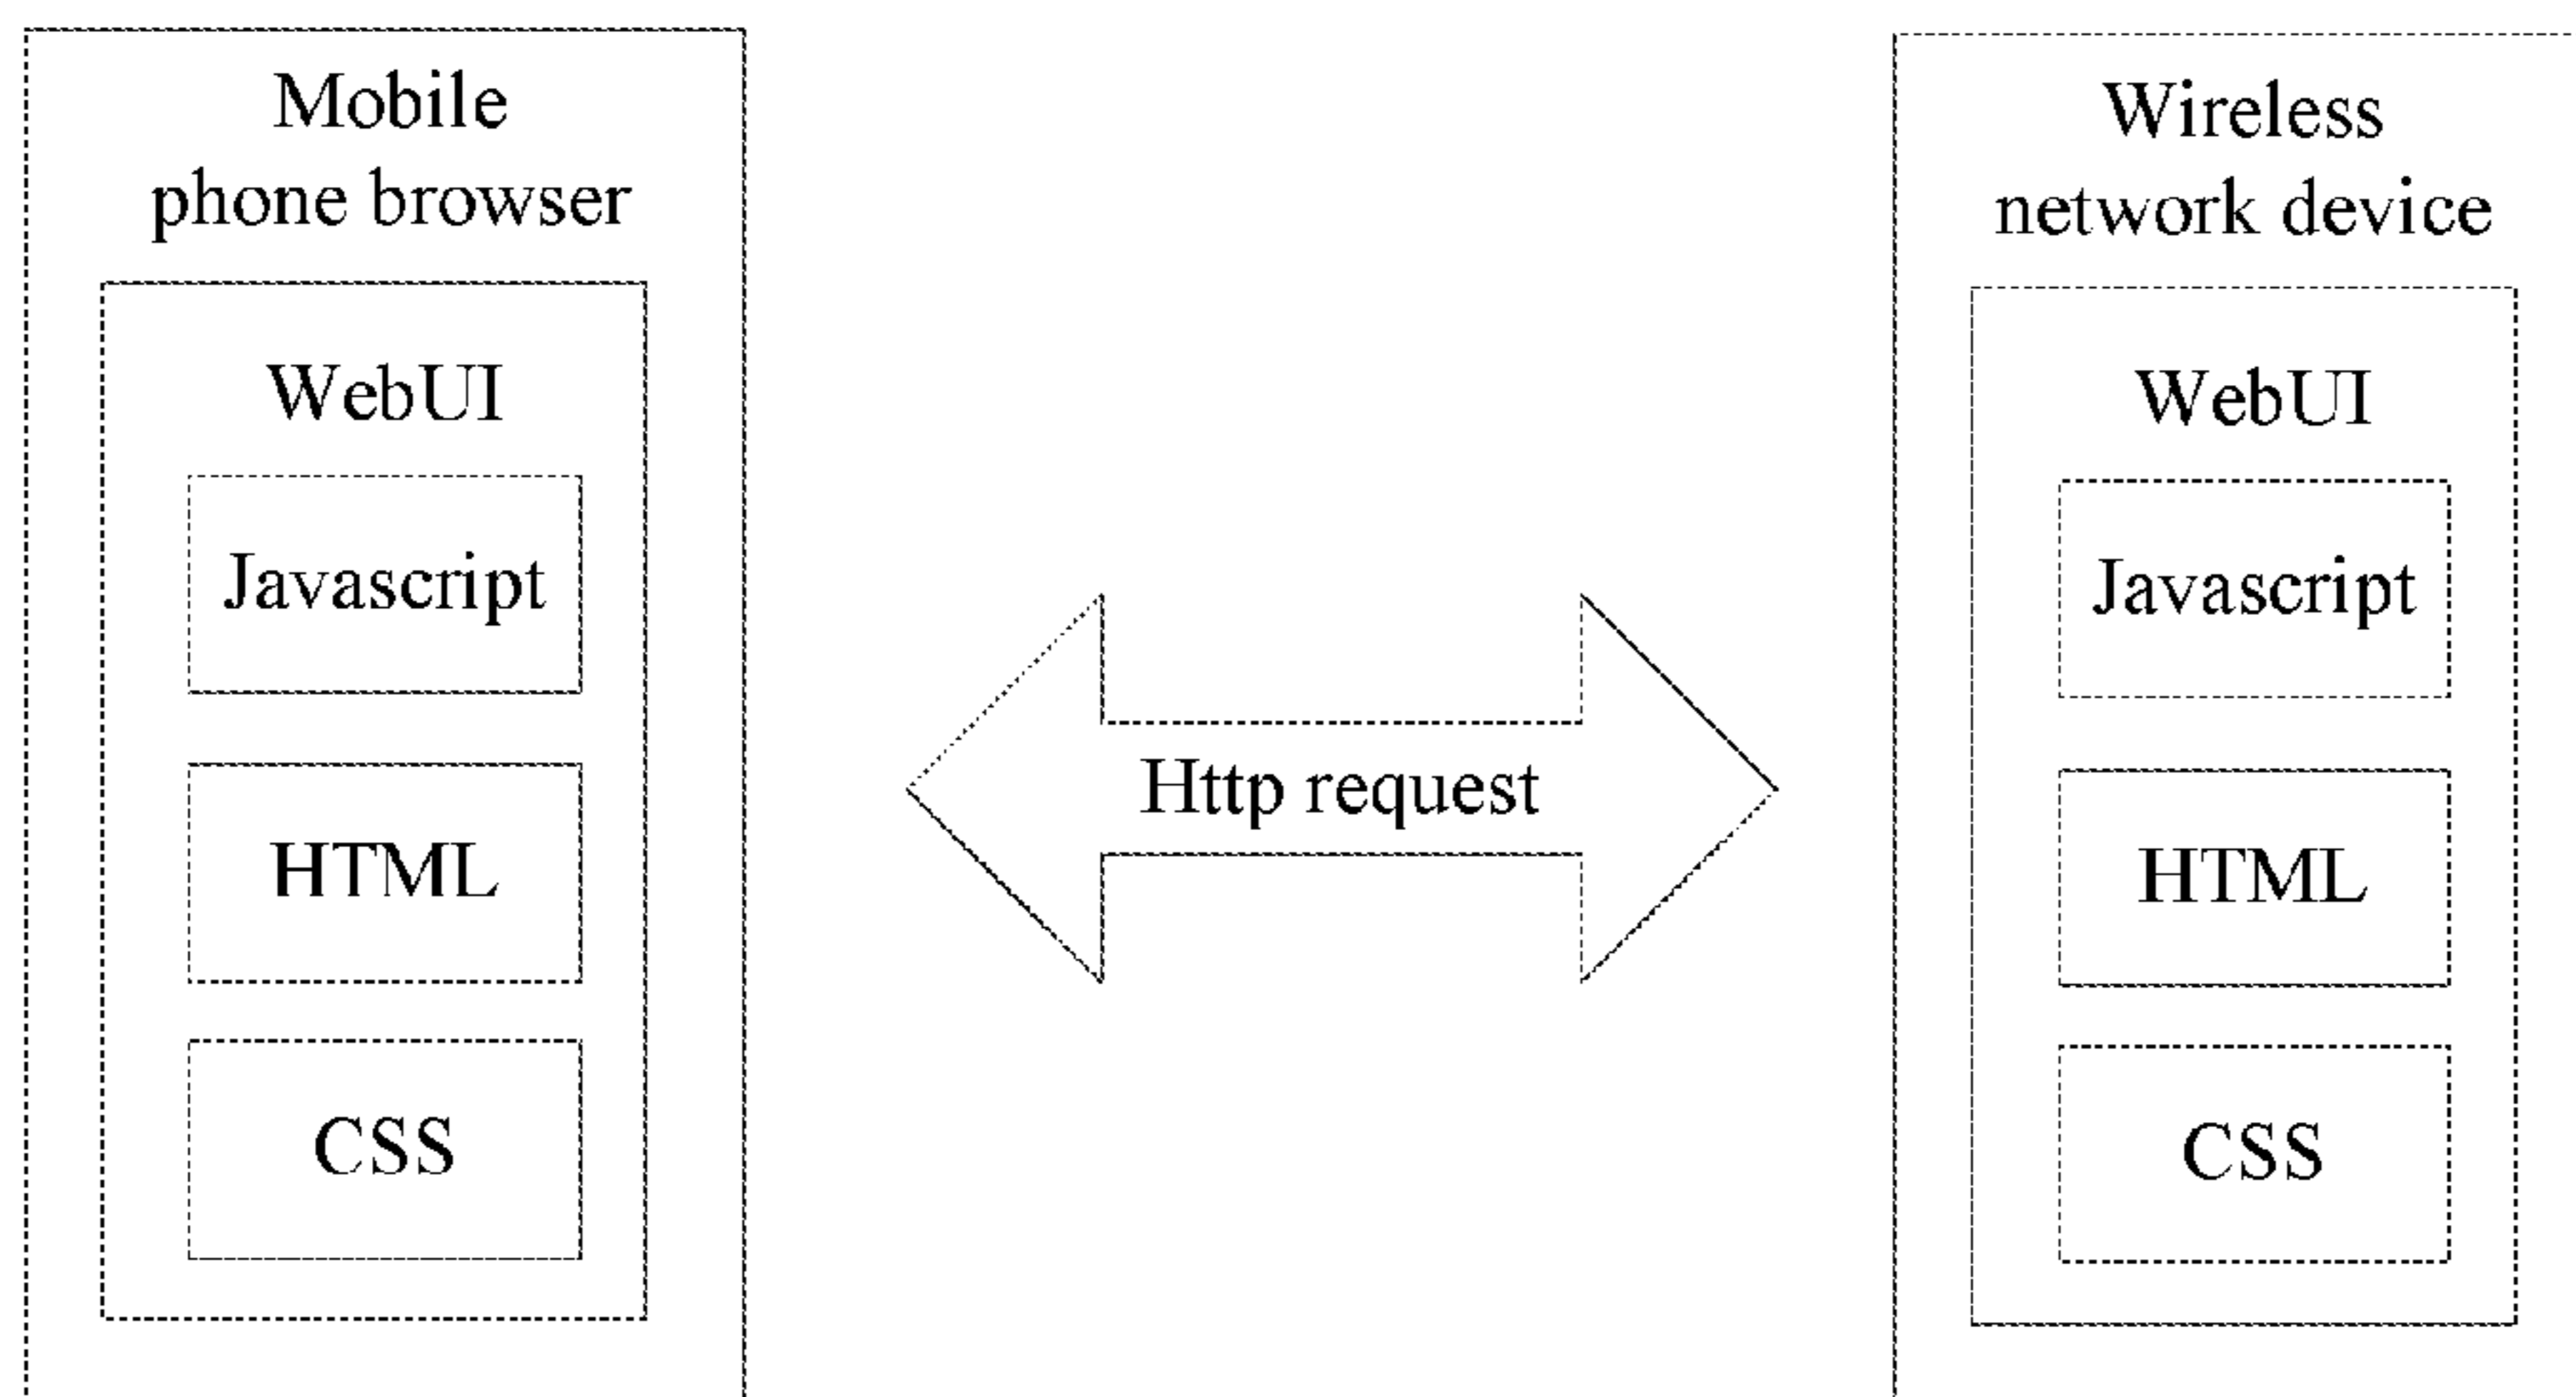 Mobile
phone browser
WebUI
Javascript
HTML
CSS
Http request
Wireless
network device
WebUI
Javascript
HTML
CSS